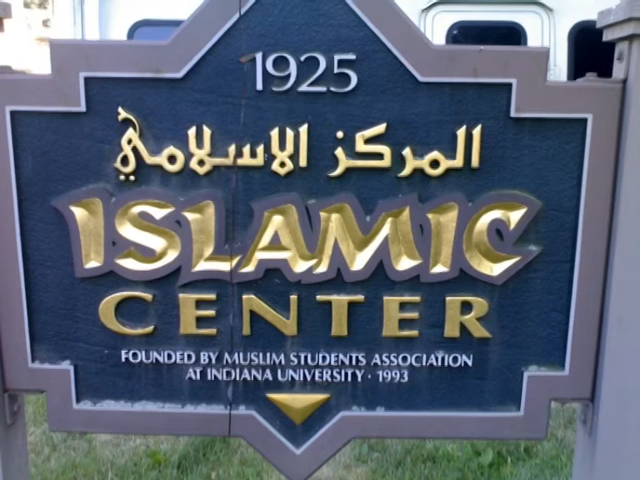 1925
المركز الاسلامي
ISLAMIC
CENTER
FOUNDED BY MUSLIM STUDENTS ASSOCIATION
AT INDIANA UNIVERSITY · 1993